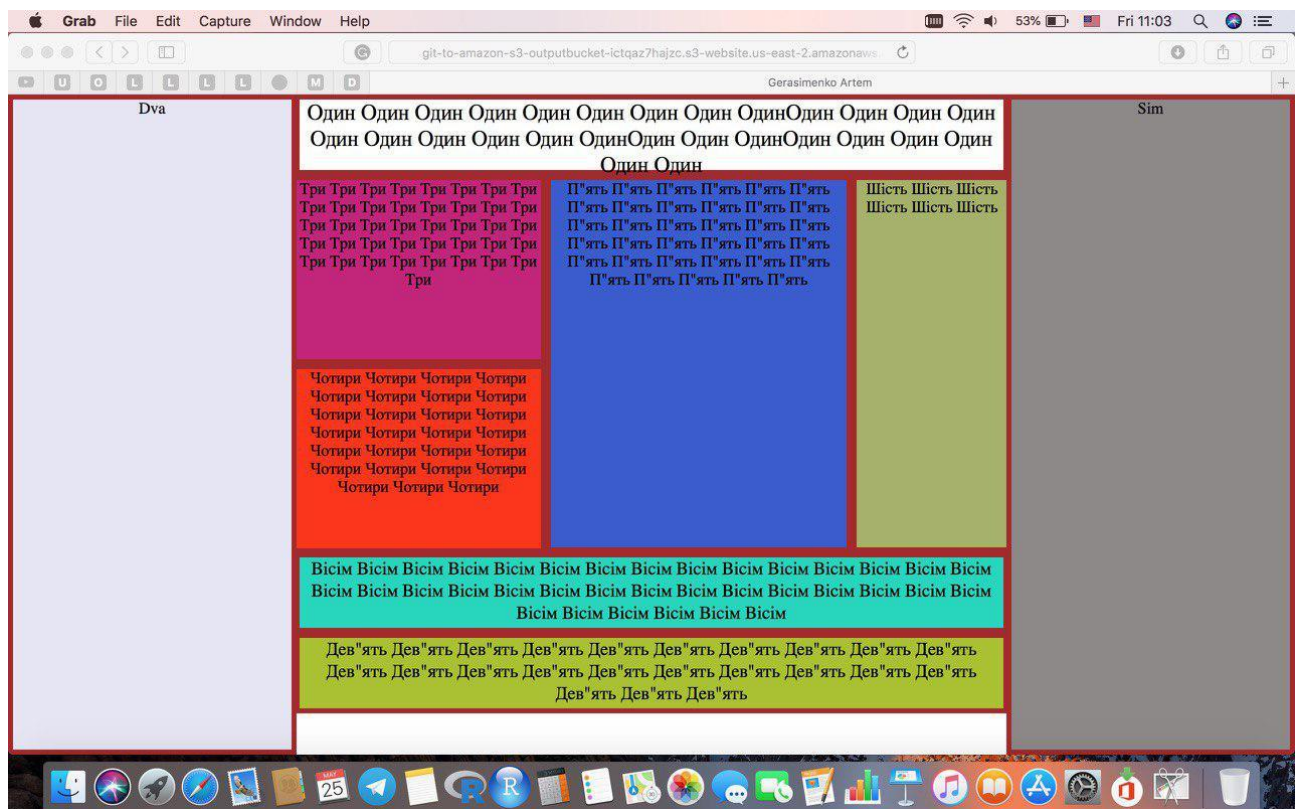 Grab File Edit Capture Window Help 53% Fri 11:03
git-to-amazon-s3-outputbucket-ictqaz7hajzc.s3-website.us-east-2.amazonaws.
U O L L L L M D Gerasimenko Artem
Dva
Один Один Один Один Один Один Один Один ОдинОдин Один Один Один
Один Один Один Один Один ОдинОдин Один Один ОдинОдин Один Один Один
Один Один
Sim
Три Три Три Три Три Три Три Три
Три Три Три Три Три Три Три Три
Три Три Три Три Три Три Три Три
Три Три Три Три Три Три Три Три
Три Три Три Три Три Три Три Три
Три
П"ять П"ять П"ять П"ять П"ять П"ять
П"ять П"ять П"ять П"ять П"ять П"ять
П"ять П"ять П"ять П"ять П"ять П"ять
П"ять П"ять П"ять П"ять П"ять П"ять
П"ять П"ять П"ять П"ять П"ять П"ять
П"ять П"ять П"ять П"ять П"ять
Шість Шість Шість
Шість Шість Шість
Чотири Чотири Чотири Чотири
Чотири Чотири Чотири Чотири
Чотири Чотири Чотири Чотири
Чотири Чотири Чотири Чотири
Чотири Чотири Чотири Чотири
Чотири Чотири Чотири Чотири
Чотири Чотири Чотири
Вісім Вісім Вісім Вісім Вісім Вісім Вісім Вісім Вісім Вісім Вісім Вісім Вісім Вісім Вісім
Вісім Вісім Вісім Вісім Вісім Вісім Вісім Вісім Вісім Вісім Вісім Вісім Вісім Вісім Вісім
Вісім Вісім Вісім Вісім Вісім Вісім
Дев"ять Дев"ять Дев"ять Дев"ять Дев"ять Дев"ять Дев"ять Дев"ять Дев"ять Дев"ять
Дев"ять Дев"ять Дев"ять Дев"ять Дев"ять Дев"ять Дев"ять Дев"ять Дев"ять Дев"ять
Дев"ять Дев"ять Дев"ять
MAY
25
R
R